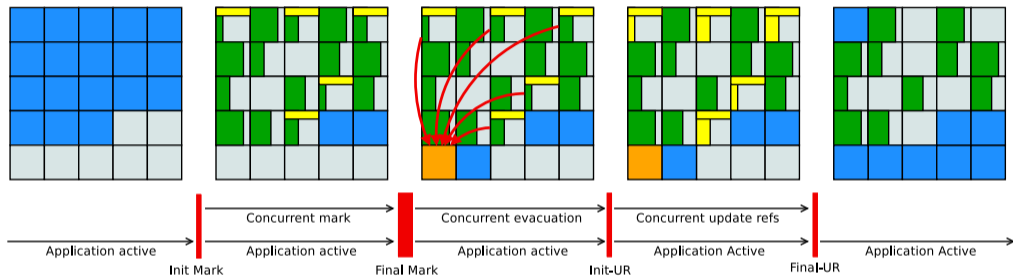 Concurrent mark
Concurrent evacuation
Concurrent update refs
Application active
Application active
Application active
Application Active
Application Active
Init Mark
Final Mark
Init-UR
Final-UR